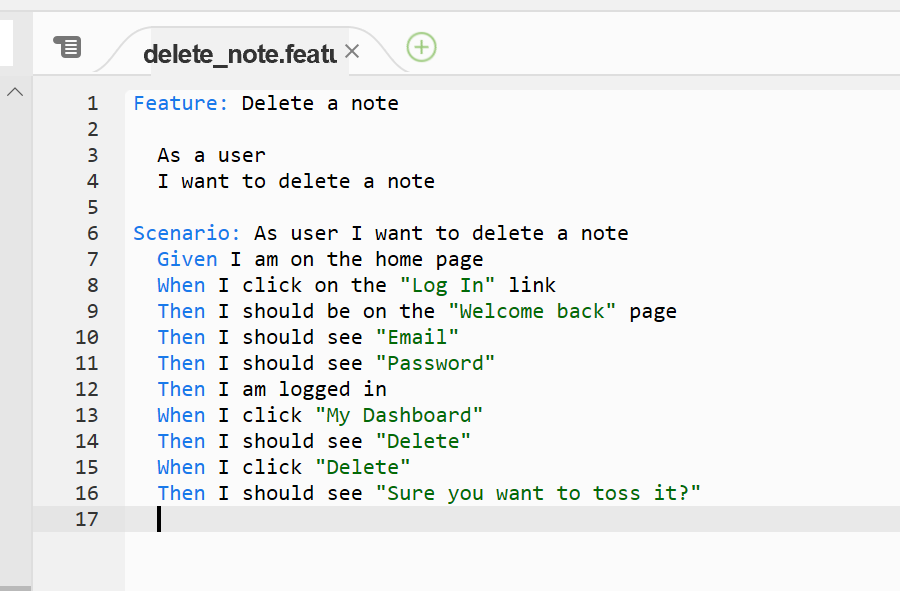 delete_note.featu
1 Feature: Delete a note
2
3 As a user
4 I want to delete a note
5
6 Scenario: As user I want to delete a note
7 Given I am on the home page
8 When I click on the "Log In" link
9 Then I should be on the "Welcome back" page
10 Then I should see "Email"
11 Then I should see "Password"
12 Then I am logged in
13 When I click "My Dashboard"
14 Then I should see "Delete"
15 When I click "Delete"
16 Then I should see "Sure you want to toss it?"
17